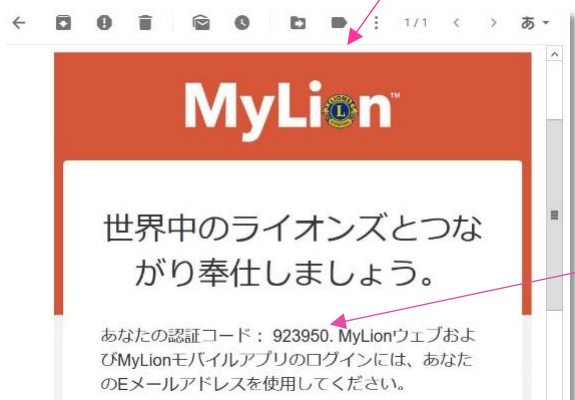 1/1 < > あ
MyLion™
世界中のライオンズとつな
がり奉仕しましょう。
あなたの認証コード： 923950. MyLionウェブおよ
びMyLionモバイルアプリのログインには、あなた
のEメールアドレスを使用してください。